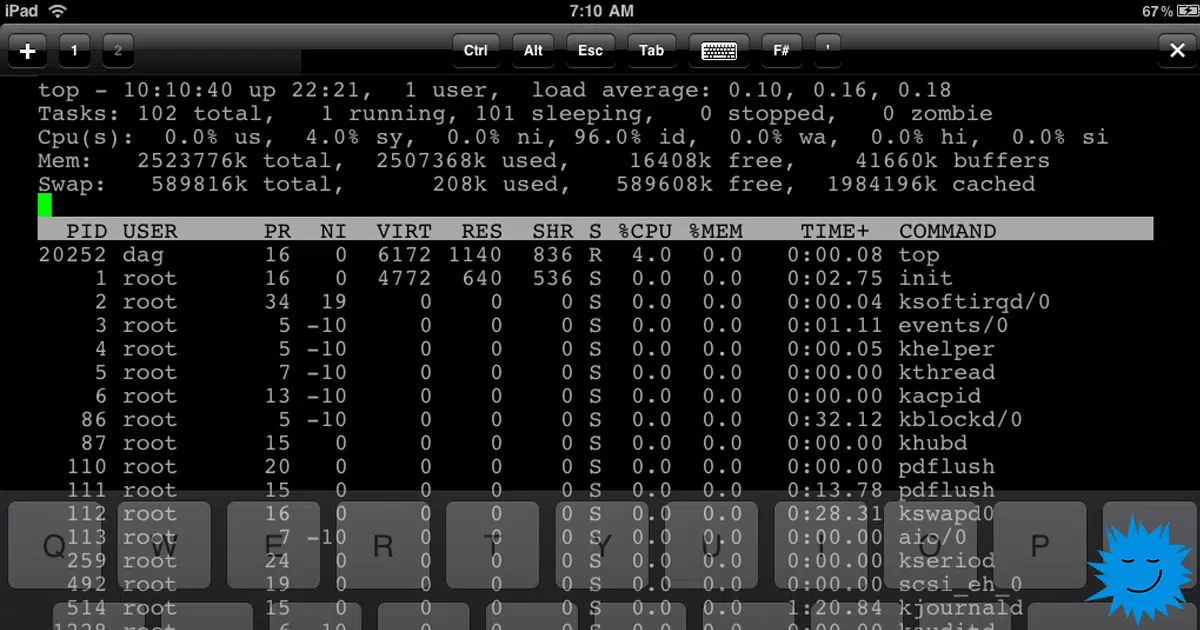 iPad 7:10 AM 67%
+ 1 2 Ctrl Alt Esc Tab F# ' ×
top - 10:10:40 up 22:21, 1 user, load average: 0.10, 0.16, 0.18
Tasks: 102 total, 1 running, 101 sleeping, 0 stopped, 0 zombie
Cpu(s): 0.0% us, 4.0% sy, 0.0% ni, 96.0% id, 0.0% wa, 0.0% hi, 0.0% si
Mem: 2523776k total, 2507368k used, 16408k free, 41660k buffers
Swap: 589816k total, 208k used, 589608k free, 1984196k cached
PID USER PR NI VIRT RES SHR S %CPU %MEM TIME+ COMMAND
20252 dag 16 0 6172 1140 836 R 4.0 0.0 0:00.08 top
1 root 16 0 4772 640 536 S 0.0 0.0 0:02.75 init
2 root 34 19 0 0 0 S 0.0 0.0 0:00.04 ksoftirqd/0
3 root 5 -10 0 0 0 S 0.0 0.0 0:01.11 events/0
4 root 5 -10 0 0 0 S 0.0 0.0 0:00.05 khelper
5 root 7 -10 0 0 0 S 0.0 0.0 0:00.00 kthread
6 root 13 -10 0 0 0 S 0.0 0.0 0:00.00 kacpid
86 root 5 -10 0 0 0 S 0.0 0.0 0:32.12 kblockd/0
87 root 15 0 0 0 0 S 0.0 0.0 0:00.00 khubd
110 root 20 0 0 0 0 S 0.0 0.0 0:00.00 pdflush
111 root 15 0 0 0 0 S 0.0 0.0 0:13.78 pdflush
112 root 16 0 0 0 0 S 0.0 0.0 0:28.31 kswapd0
113 root 7 -10 0 0 0 S 0.0 0.0 0:00.00 aio/0
Q W E R T Y U I O P
259 root 24 0 0 0 0 S 0.0 0.0 0:00.00 kseriod
492 root 19 0 0 0 0 S 0.0 0.0 0:00.00 scsi_eh_0
514 root 15 0 0 0 0 S 0.0 0.0 1:20.84 kjournald